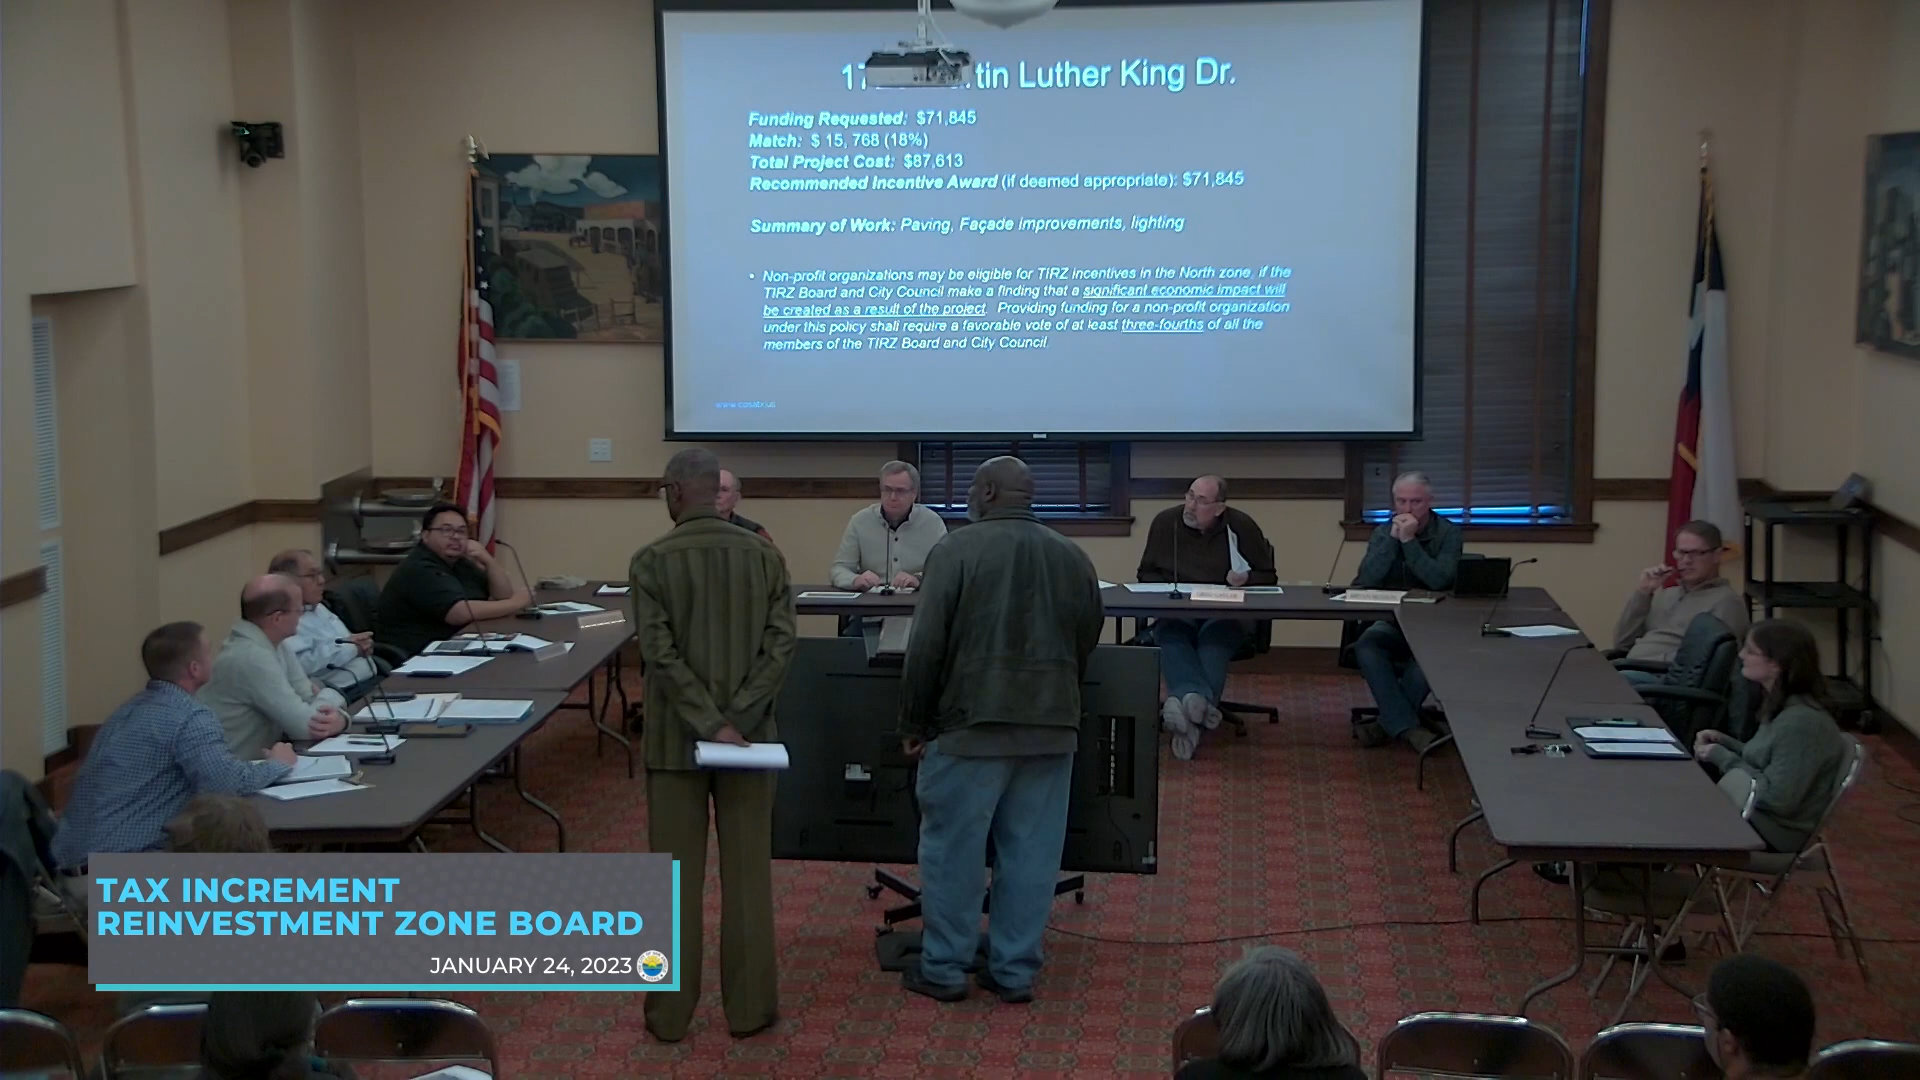 tin Luther King Dr.
Funding Requested: $71,845
Match: $ 15, 768 (18%)
Total Project Cost: $87,613
Recommended Incentive Award (if deemed appropriate): $71,845
Summary of Work: Paving, Façade Improvements, lighting
• Non-profit organizations may be eligible for TIRZ incentives in the North zone, if the
TIRZ Board and City Council make a finding that a significant economic impact will
be created as a result of the project. Providing funding for a non-profit organization
under this policy shall require a favorable vote of at least three-fourths of all the
members of the TIRZ Board and City Council
TAX INCREMENT
REINVESTMENT ZONE BOARD
JANUARY 24, 2023